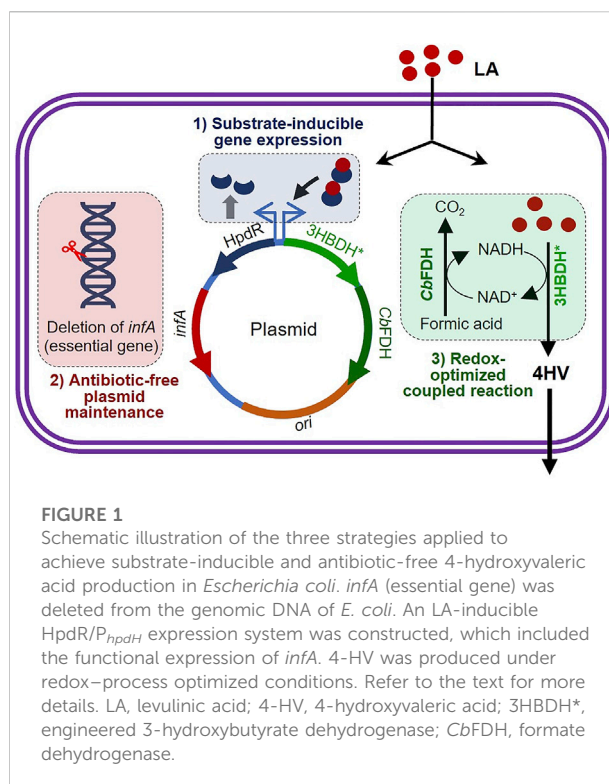 LA
1) Substrate-inducible
gene expression
HpdR
3HBDH*
infA
CbFDH
Plasmid
ori
Deletion of infA
(essential gene)
2) Antibiotic-free
plasmid
maintenance
CO₂
NADH
CbFDH
3HBDH*
NAD⁺
Formic acid
3) Redox-
optimized
coupled reaction
4HV
FIGURE 1
Schematic illustration of the three strategies applied to
achieve substrate-inducible and antibiotic-free 4-hydroxyvaleric
acid production in Escherichia coli. infA (essential gene) was
deleted from the genomic DNA of E. coli. An LA-inducible
HpdR/PhpdH expression system was constructed, which included
the functional expression of infA. 4-HV was produced under
redox–process optimized conditions. Refer to the text for more
details. LA, levulinic acid; 4-HV, 4-hydroxyvaleric acid; 3HBDH*,
engineered 3-hydroxybutyrate dehydrogenase; CbFDH, formate
dehydrogenase.